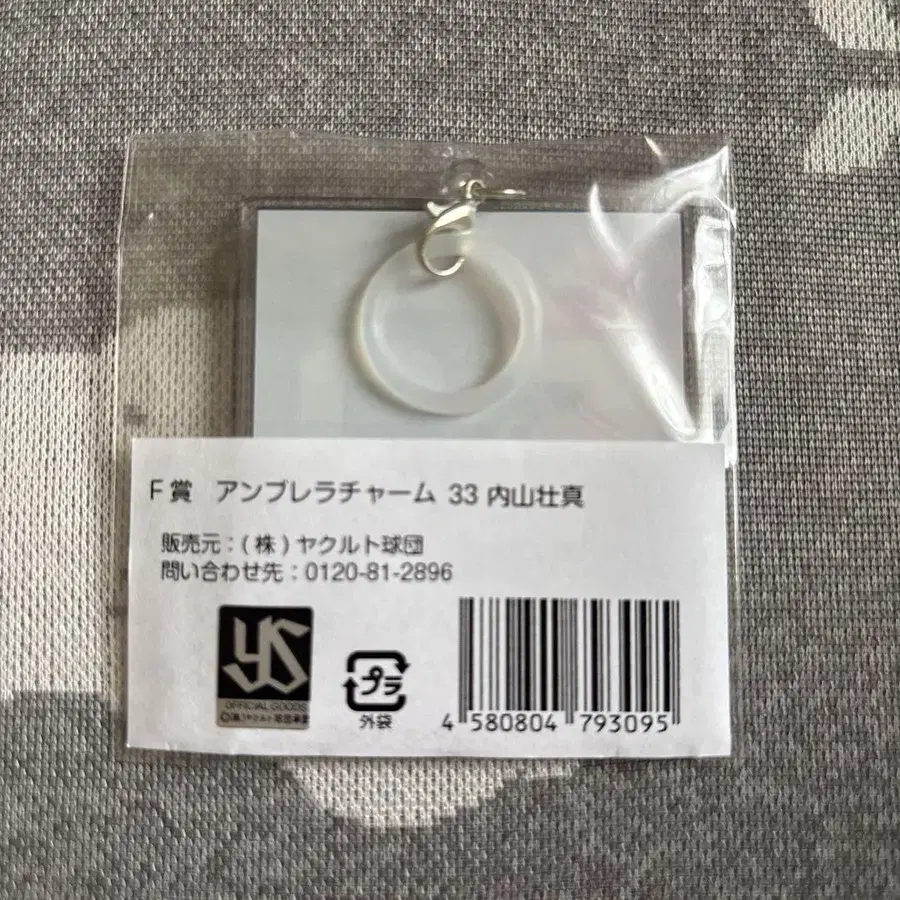 F賞 アンブレラチャーム 33 内山壮真
販売元：(株)ヤクルト球団
問い合わせ先：0120-81-2896
YS
OFFICIAL GOODS
プラ
外袋
4 580804 793095